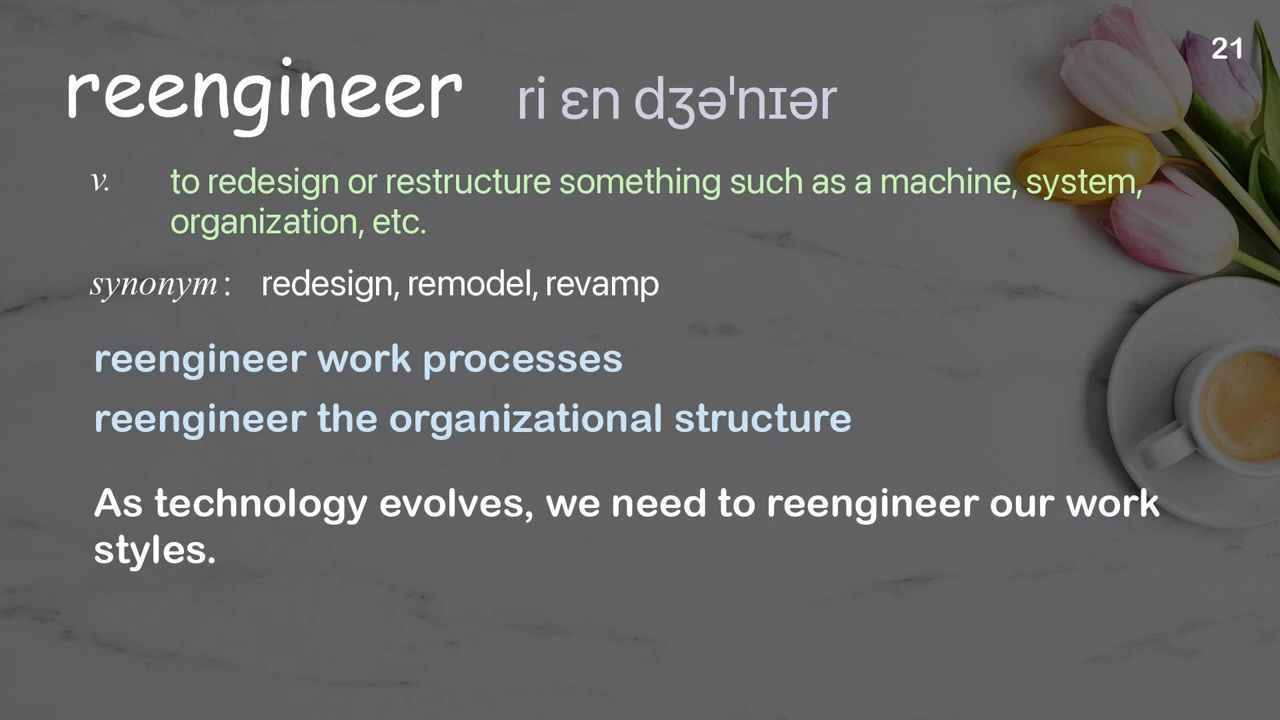 21
reengineer ri ɛn dʒəˈnɪər
v. to redesign or restructure something such as a machine, system,
organization, etc.
synonym : redesign, remodel, revamp
reengineer work processes
reengineer the organizational structure
As technology evolves, we need to reengineer our work
styles.